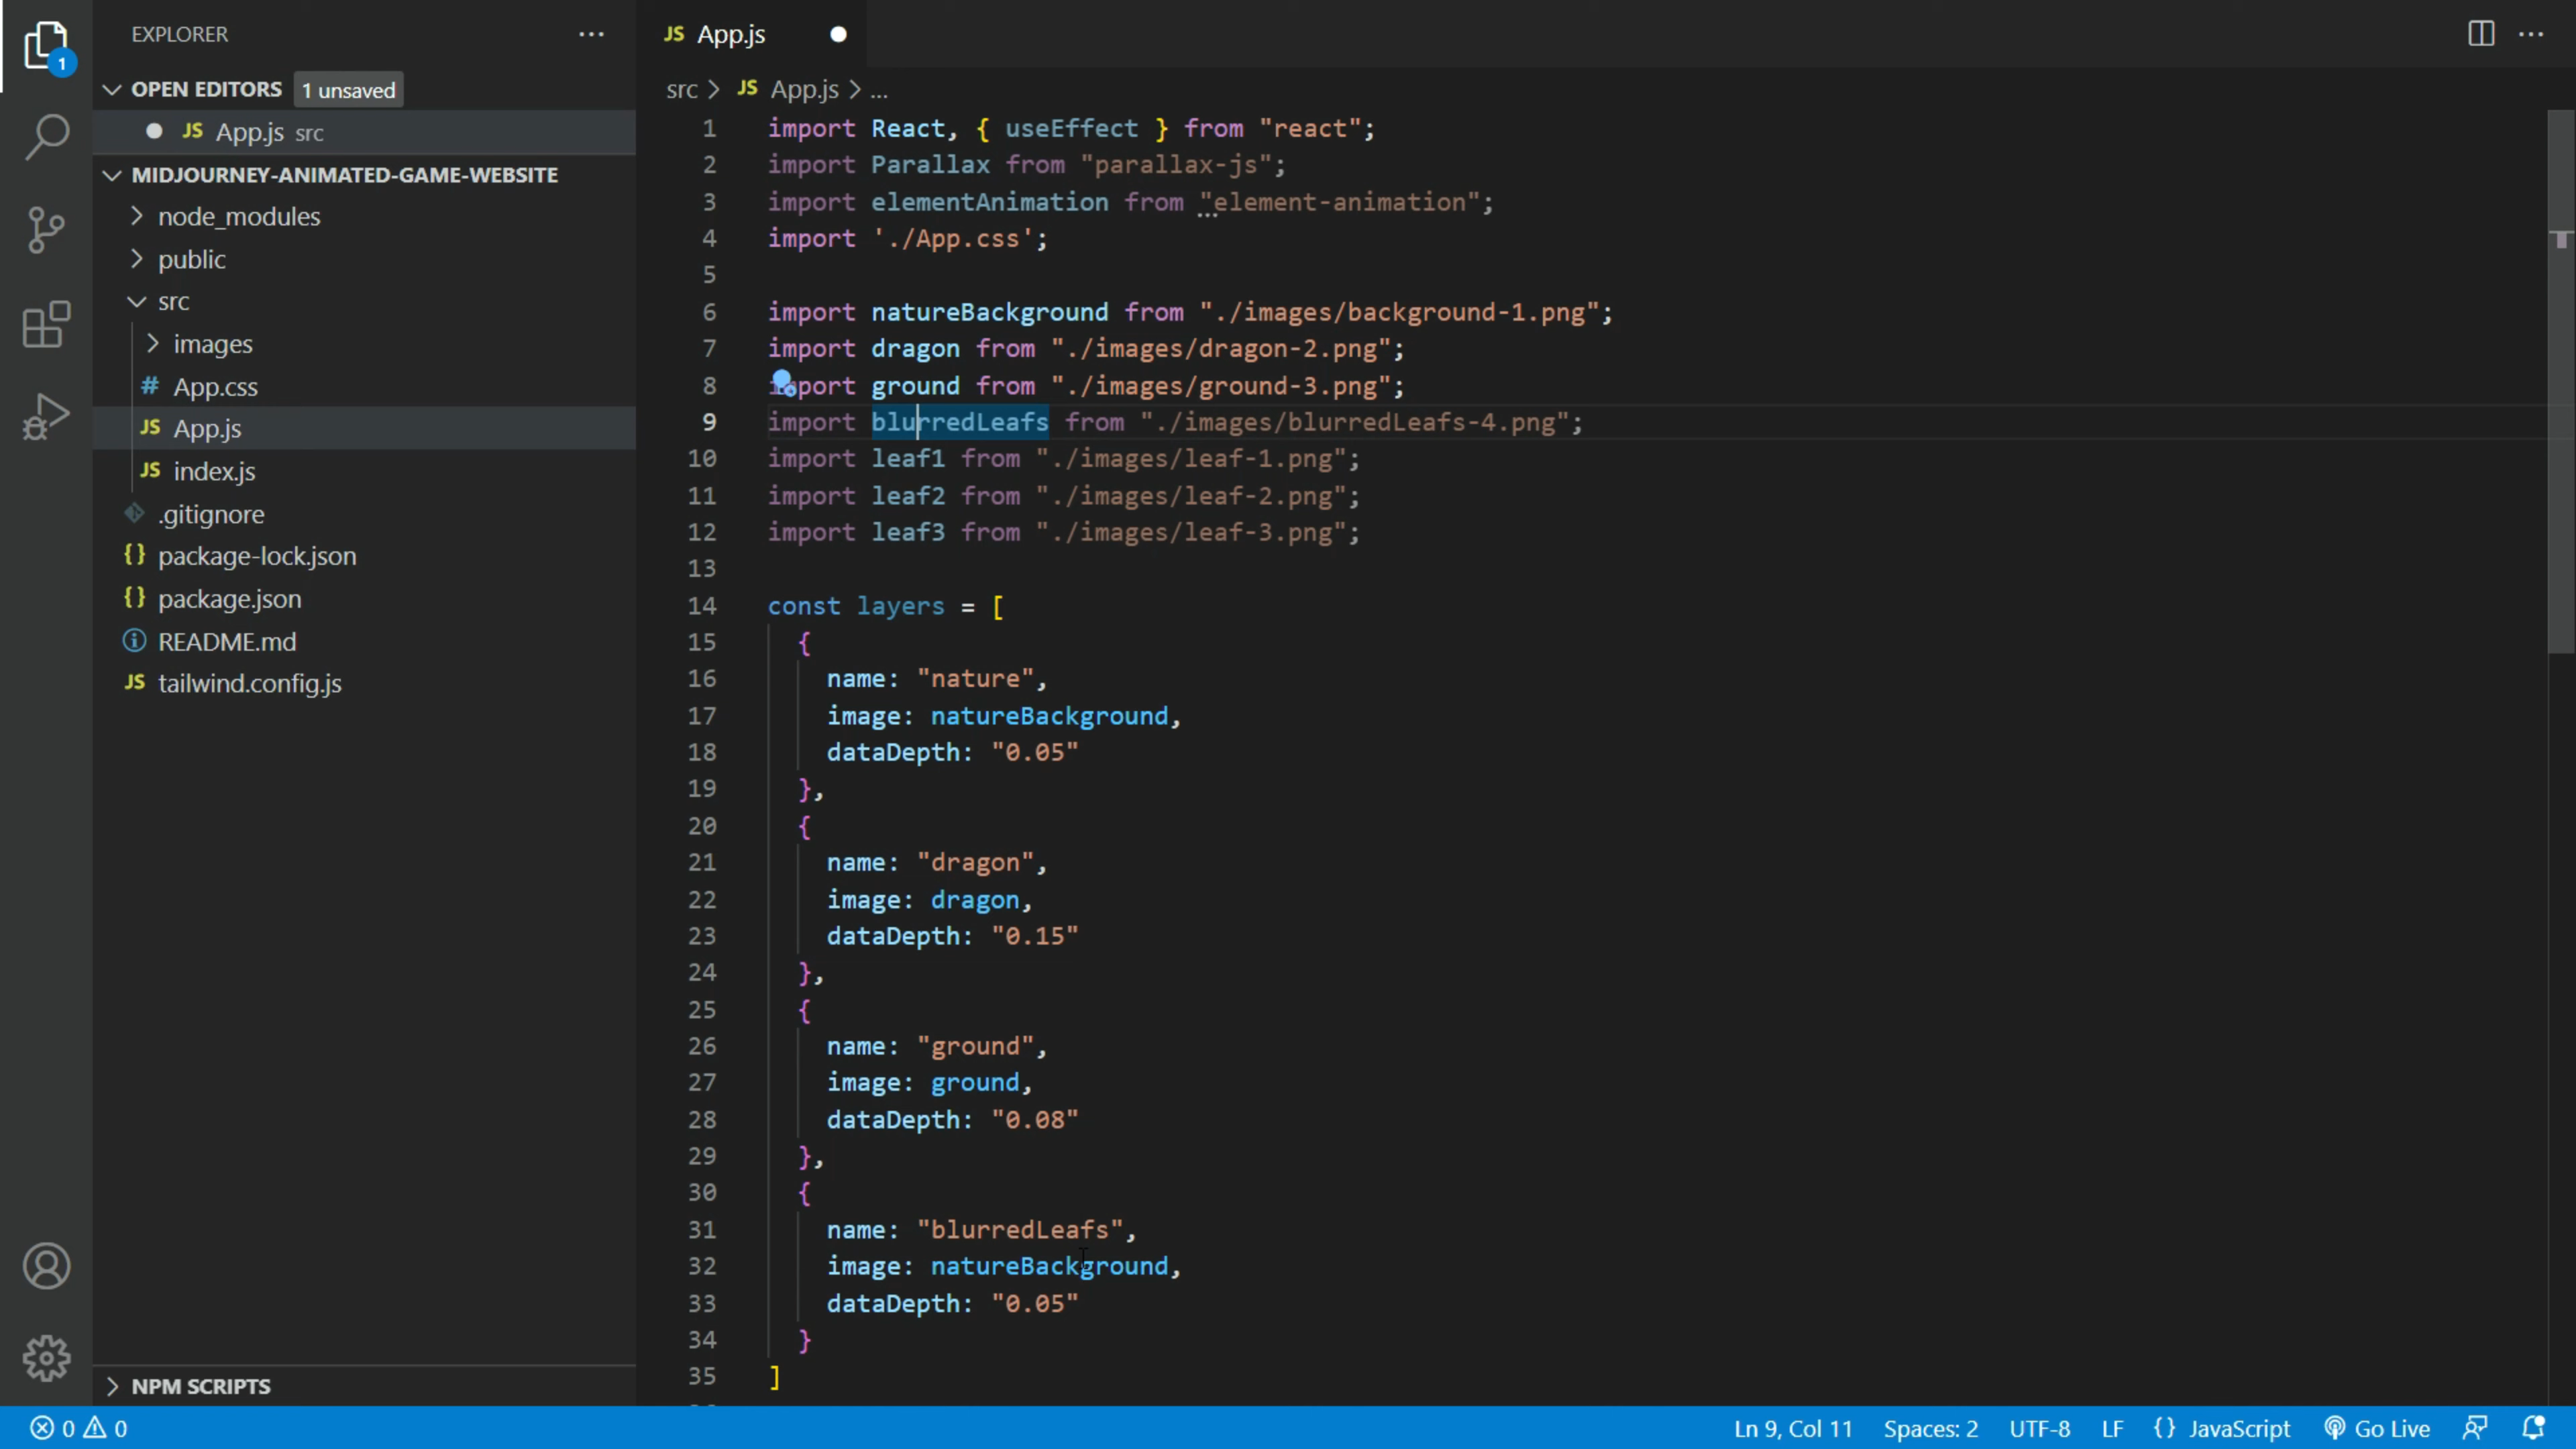 EXPLORER
OPEN EDITORS 1 unsaved
JS App.js src
MIDJOURNEY-ANIMATED-GAME-WEBSITE
node_modules
public
src
images
# App.css
JS App.js
JS index.js
.gitignore
{} package-lock.json
{} package.json
README.md
JS tailwind.config.js
NPM SCRIPTS
1
JS App.js
src > JS App.js > ...
1 import React, { useEffect } from "react";
2 import Parallax from "parallax-js";
3 import elementAnimation from "element-animation";
4 import './App.css';
5
6 import natureBackground from "./images/background-1.png";
7 import dragon from "./images/dragon-2.png";
8 import ground from "./images/ground-3.png";
9 import blurredLeafs from "./images/blurredLeafs-4.png";
10 import leaf1 from "./images/leaf-1.png";
11 import leaf2 from "./images/leaf-2.png";
12 import leaf3 from "./images/leaf-3.png";
13
14 const layers = [
15 {
16 name: "nature",
17 image: natureBackground,
18 dataDepth: "0.05"
19 },
20 {
21 name: "dragon",
22 image: dragon,
23 dataDepth: "0.15"
24 },
25 {
26 name: "ground",
27 image: ground,
28 dataDepth: "0.08"
29 },
30 {
31 name: "blurredLeafs",
32 image: natureBackground,
33 dataDepth: "0.05"
34 }
35 ]
0 0 Ln 9, Col 11 Spaces: 2 UTF-8 LF {} JavaScript Go Live